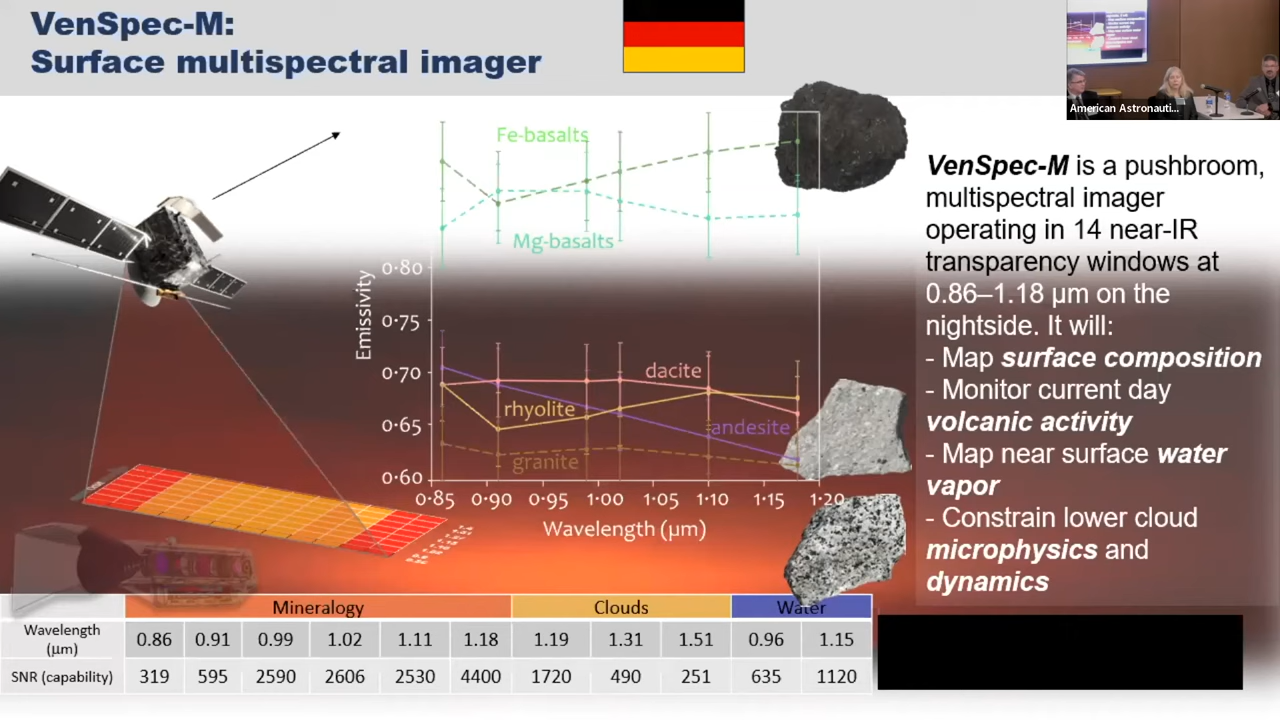 VenSpec-M:
Surface multispectral imager
American Astronauti...
Fe-basalts
Mg-basalts
Emissivity
0.80
0.75
0.70
0.65
0.60
dacite
rhyolite
andesite
granite
0.85 0.90 0.95 1.00 1.05 1.10 1.15 1.20
Wavelength (μm)
VenSpec-M is a pushbroom,
multispectral imager
operating in 14 near-IR
transparency windows at
0.86–1.18 μm on the
nightside. It will:
- Map surface composition
- Monitor current day
volcanic activity
- Map near surface water
vapor
- Constrain lower cloud
microphysics and
dynamics
Mineralogy Clouds Water
Wavelength
(μm) 0.86 0.91 0.99 1.02 1.11 1.18 1.19 1.31 1.51 0.96 1.15
SNR (capability) 319 595 2590 2606 2530 4400 1720 490 251 635 1120